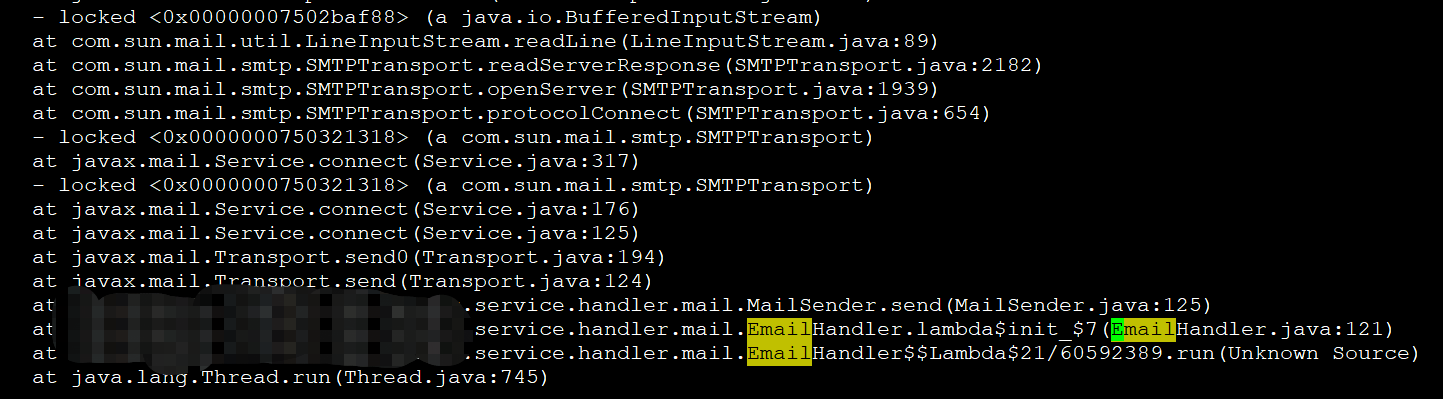 - locked <0x00000007502baf88> (a java.io.BufferedInputStream)
at com.sun.mail.util.LineInputStream.readLine(LineInputStream.java:89)
at com.sun.mail.smtp.SMTPTransport.readServerResponse(SMTPTransport.java:2182)
at com.sun.mail.smtp.SMTPTransport.openServer(SMTPTransport.java:1939)
at com.sun.mail.smtp.SMTPTransport.protocolConnect(SMTPTransport.java:654)
- locked <0x0000000750321318> (a com.sun.mail.smtp.SMTPTransport)
at javax.mail.Service.connect(Service.java:317)
- locked <0x0000000750321318> (a com.sun.mail.smtp.SMTPTransport)
at javax.mail.Service.connect(Service.java:176)
at javax.mail.Service.connect(Service.java:125)
at javax.mail.Transport.send0(Transport.java:194)
at javax.mail.Transport.send(Transport.java:124)
at .service.handler.mail.MailSender.send(MailSender.java:125)
at .service.handler.mail.EmailHandler.lambda$init_$7(EmailHandler.java:121)
at .service.handler.mail.EmailHandler$$Lambda$21/60592389.run(Unknown Source)
at java.lang.Thread.run(Thread.java:745)